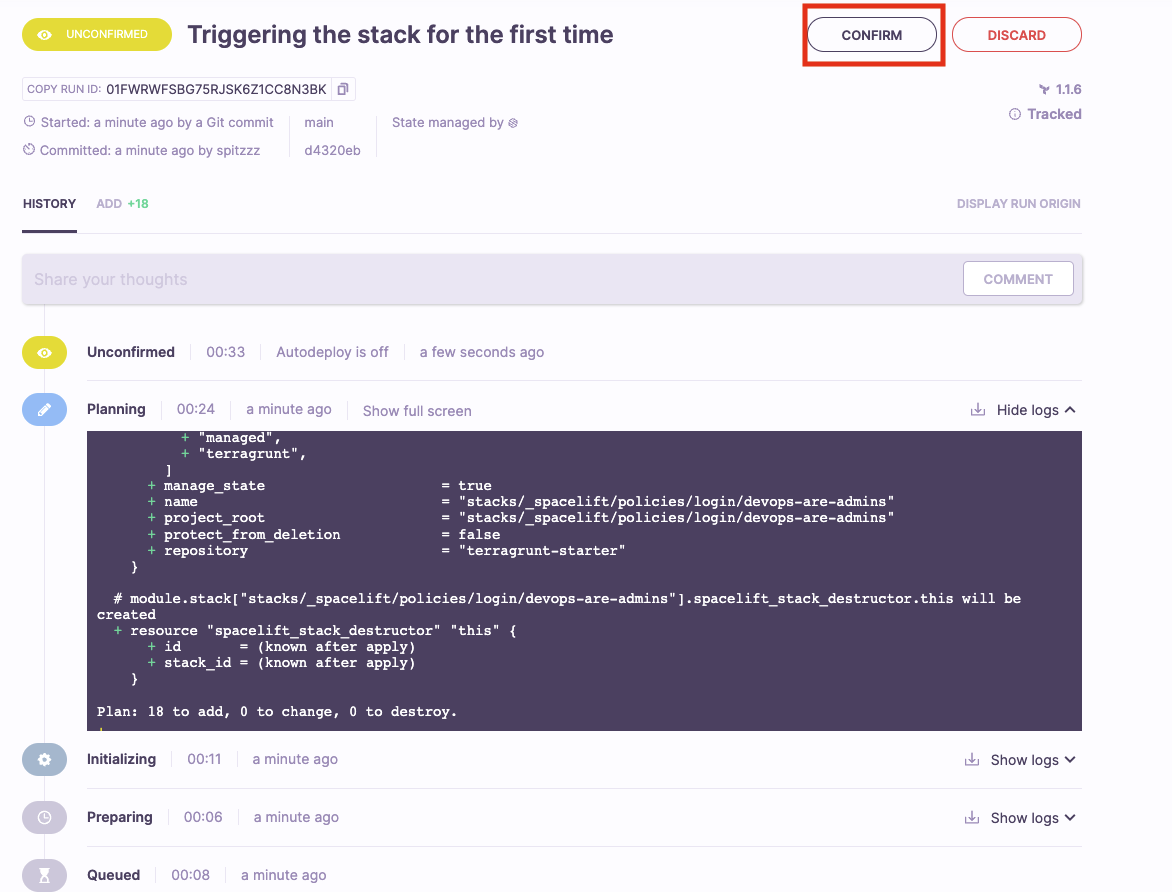 UNCONFIRMED Triggering the stack for the first time CONFIRM DISCARD
COPY RUN ID: 01FWRWFSBG75RJSK6Z1CC8N3BK 1.1.6
Started: a minute ago by a Git commit main State managed by Tracked
Committed: a minute ago by spitzzz d4320eb
HISTORY ADD +18 DISPLAY RUN ORIGIN
Share your thoughts COMMENT
Unconfirmed 00:33 Autodeploy is off a few seconds ago
Planning 00:24 a minute ago Show full screen Hide logs
+ "managed",
+ "terragrunt",
]
+ manage_state = true
+ name = "stacks/_spacelift/policies/login/devops-are-admins"
+ project_root = "stacks/_spacelift/policies/login/devops-are-admins"
+ protect_from_deletion = false
+ repository = "terragrunt-starter"
}
# module.stack["stacks/_spacelift/policies/login/devops-are-admins"].spacelift_stack_destructor.this will be
created
+ resource "spacelift_stack_destructor" "this" {
+ id = (known after apply)
+ stack_id = (known after apply)
}
Plan: 18 to add, 0 to change, 0 to destroy.
Initializing 00:11 a minute ago Show logs
Preparing 00:06 a minute ago Show logs
Queued 00:08 a minute ago